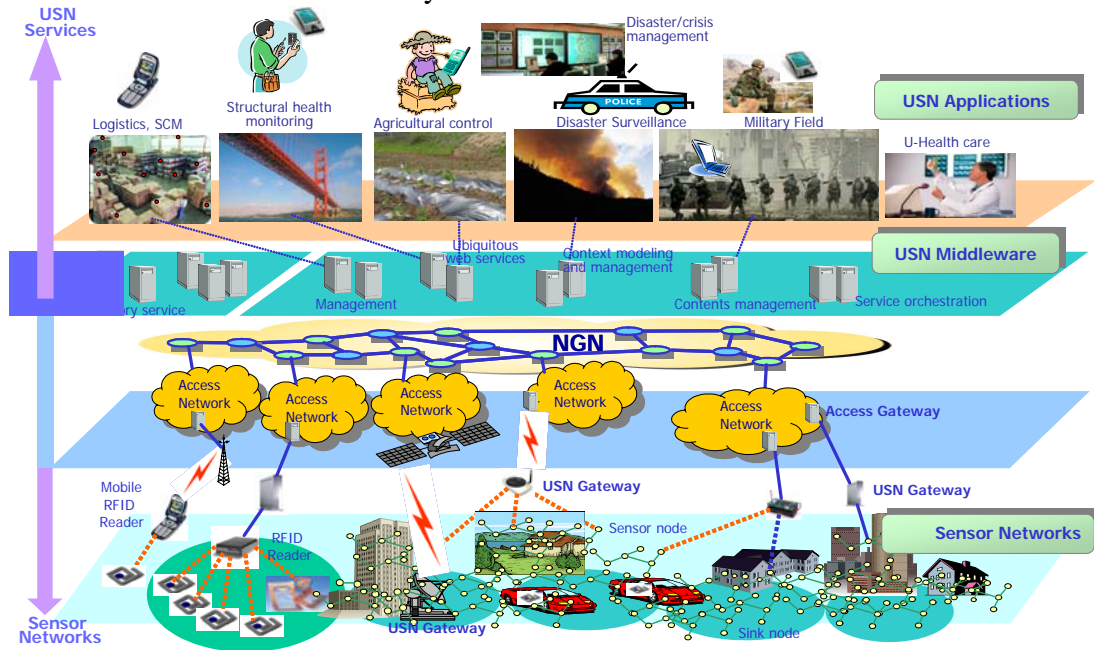 USN
Services
Disaster/crisis
management
USN Applications
Structural health
monitoring
Logistics, SCM
Agricultural control
POLICE
Disaster Surveillance
Military Field
U-Health care
USN Middleware
Ubiquitous
web services
Context modeling
and management
ory service
Management
Contents management
Service orchestration
NGN
Access
Network
Access
Network
Access
Network
Access
Network
Access
Network
Access Gateway
Mobile
RFID
Reader
USN Gateway
USN Gateway
Sensor node
RFID
Reader
Sensor Networks
USN Gateway
Sink node
Sensor
Networks